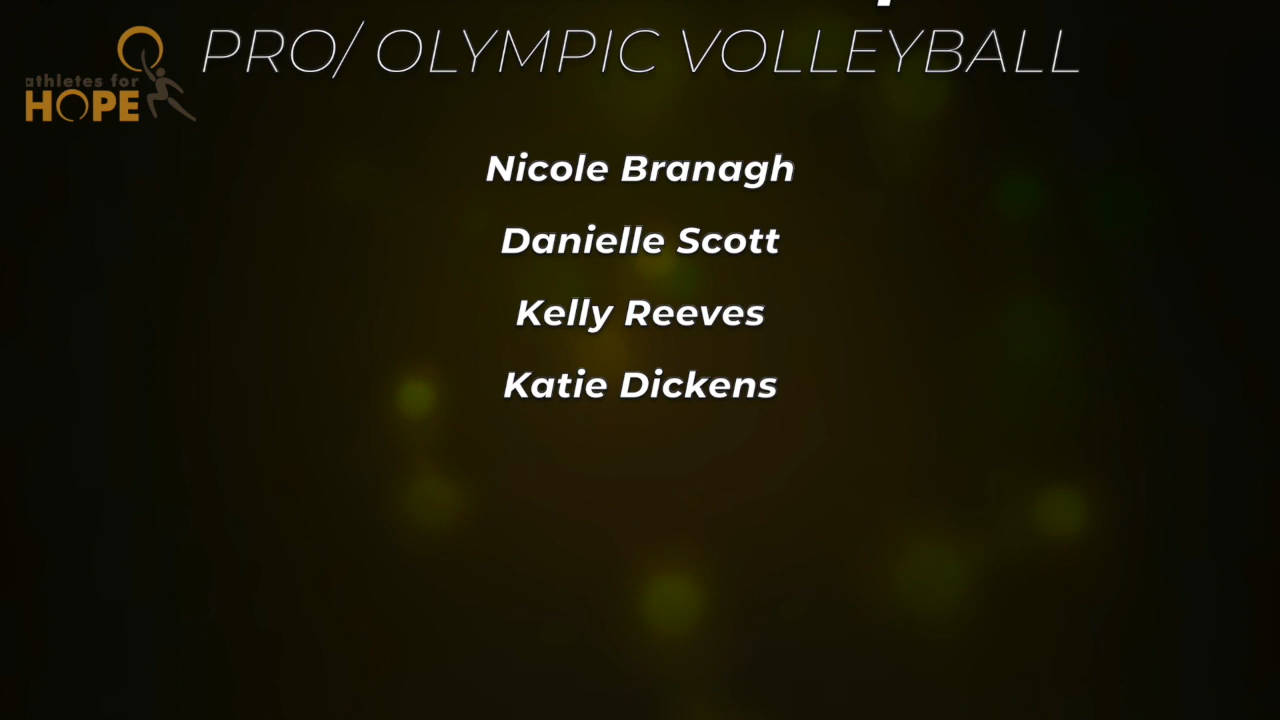 PRO/ OLYMPIC VOLLEYBALL
athletes for
HOPE
Nicole Branagh
Danielle Scott
Kelly Reeves
Katie Dickens